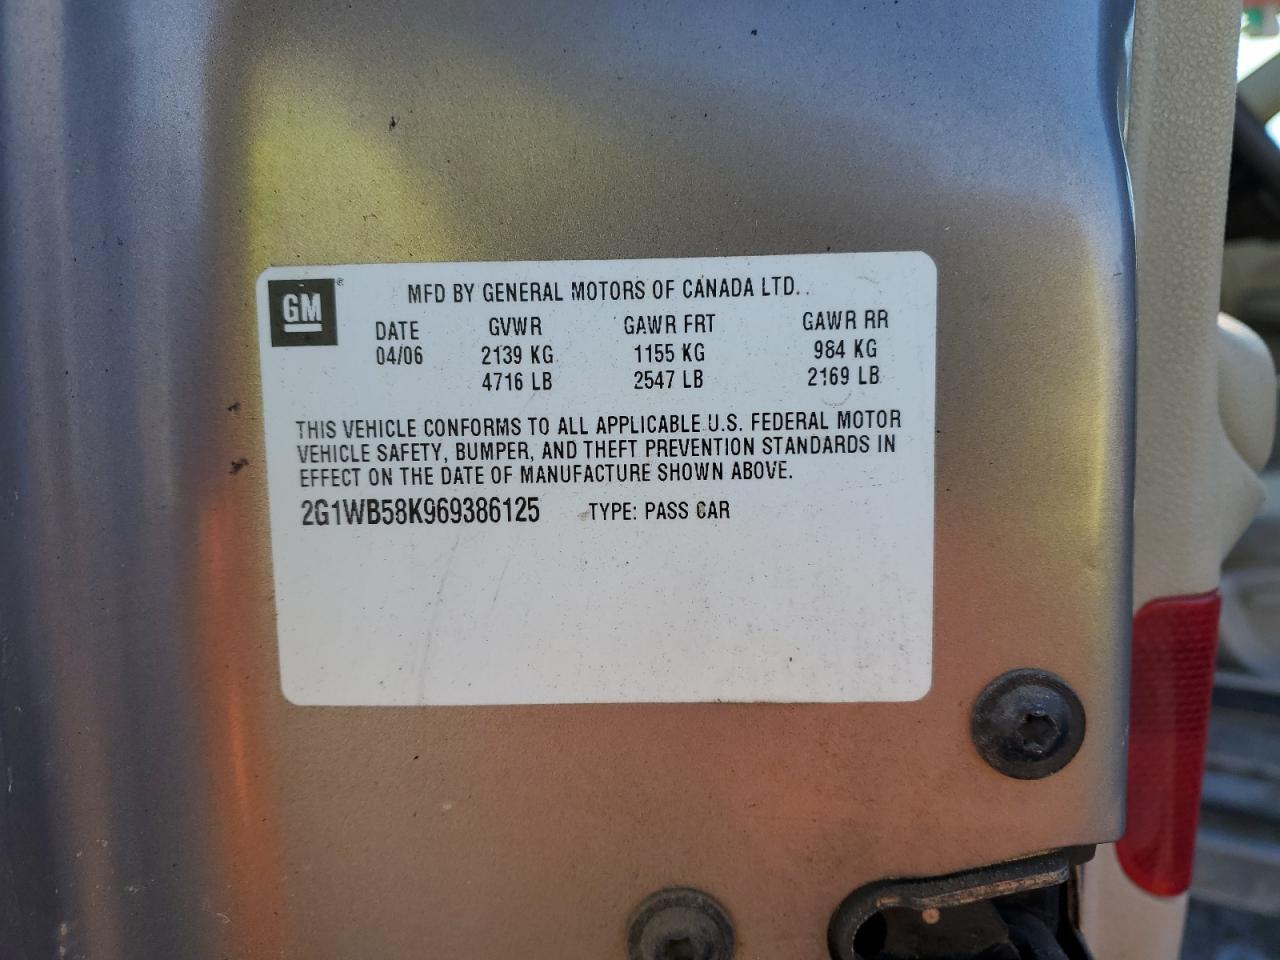 GM®
MFD BY GENERAL MOTORS OF CANADA LTD.
DATE GVWR GAWR FRT GAWR RR
04/06 2139 KG 1155 KG 984 KG
4716 LB 2547 LB 2169 LB
THIS VEHICLE CONFORMS TO ALL APPLICABLE U.S. FEDERAL MOTOR
VEHICLE SAFETY, BUMPER, AND THEFT PREVENTION STANDARDS IN
EFFECT ON THE DATE OF MANUFACTURE SHOWN ABOVE.
2G1WB58K969386125 TYPE: PASS CAR